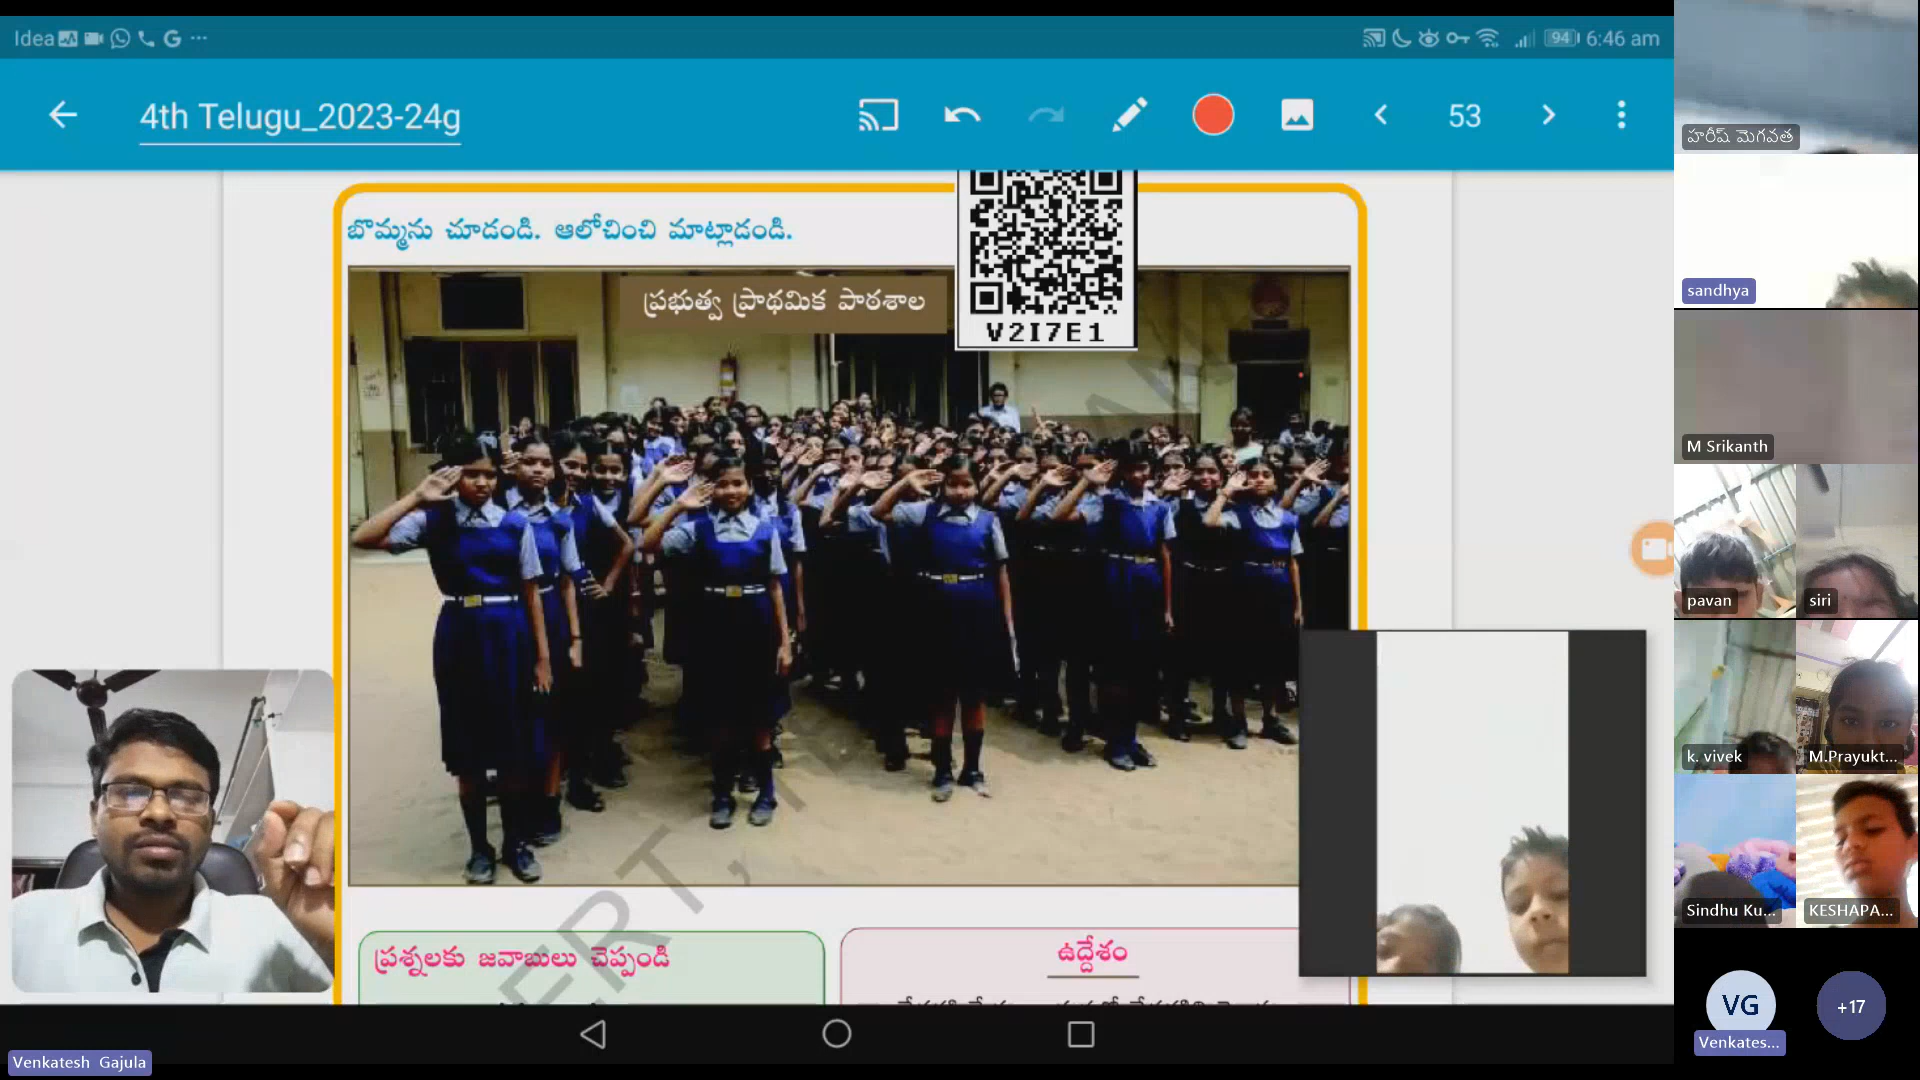 Idea
94
6:46 am
4th Telugu_2023-24g
53
బొమ్మను చూడండి. ఆలోచించి మాట్లాడండి.
ప్రభుత్వ ప్రాథమిక పాఠశాల
V2I7E1
ప్రశ్నలకు జవాబులు చెప్పండి
ఉద్దేశం
Venkatesh Gajula
హరీష్ మెగవత
sandhya
M Srikanth
pavan
siri
k. vivek
M.Prayukt...
Sindhu Ku...
KESHAPA...
VG
Venkates...
+17